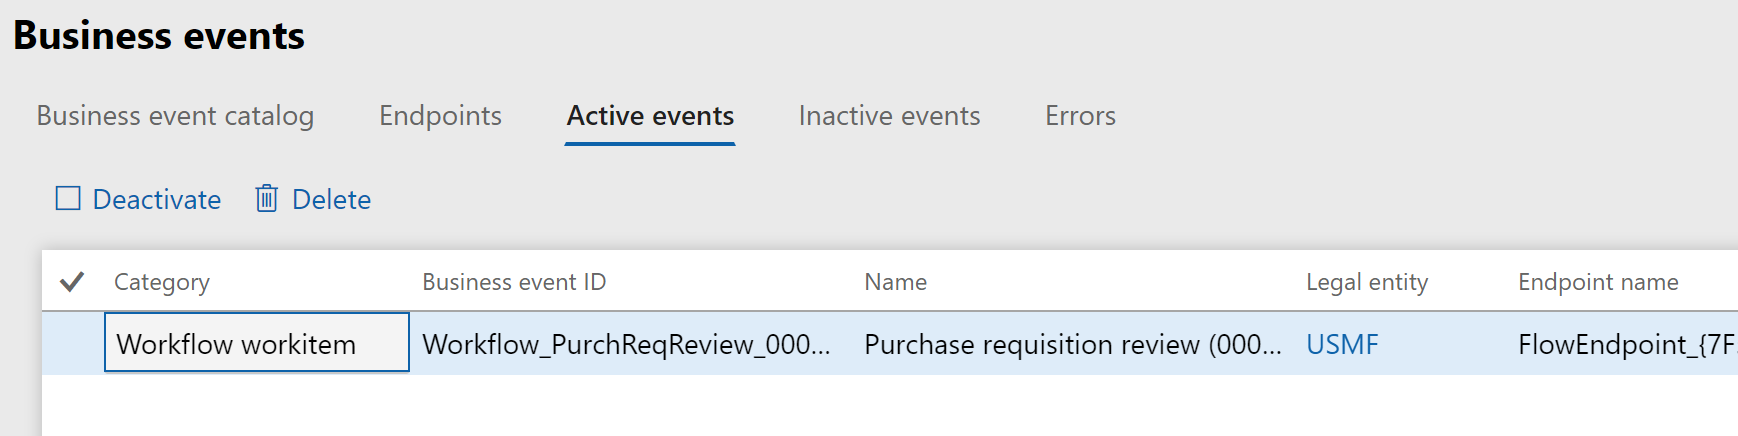 Business events
Business event catalog Endpoints Active events Inactive events Errors
Deactivate Delete
Category Business event ID Name Legal entity Endpoint name
Workflow workitem Workflow_PurchReqReview_000... Purchase requisition review (000... USMF FlowEndpoint_{7F